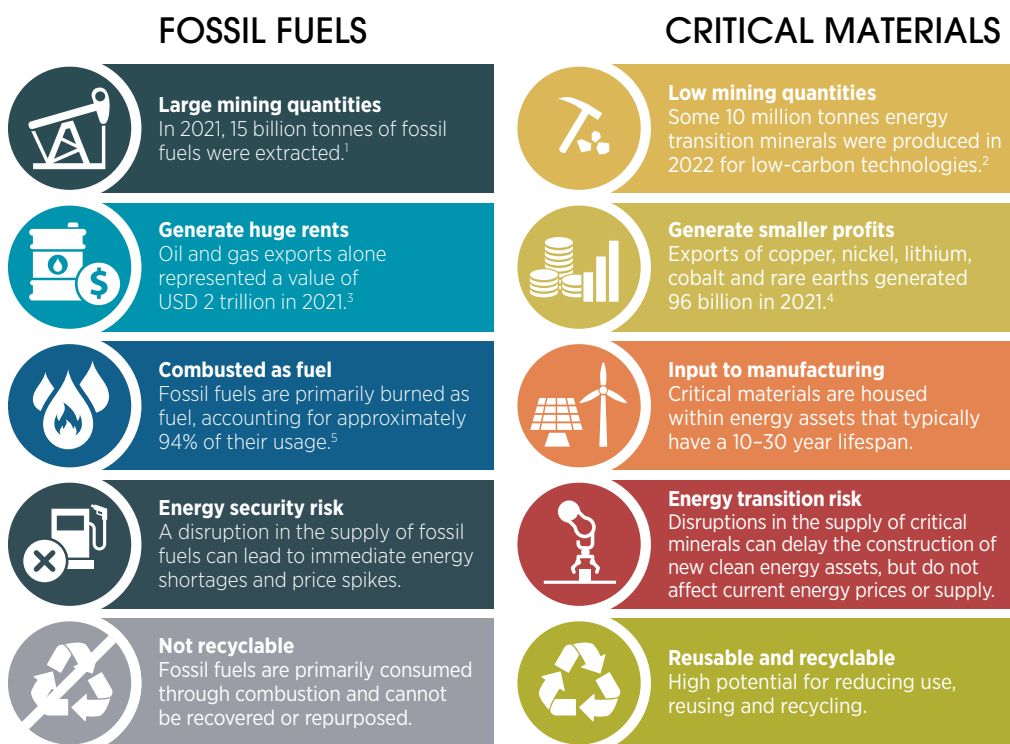 FOSSIL FUELS
Large mining quantities
In 2021, 15 billion tonnes of fossil
fuels were extracted.¹
Generate huge rents
Oil and gas exports alone
represented a value of
USD 2 trillion in 2021.³
Combusted as fuel
Fossil fuels are primarily burned as
fuel, accounting for approximately
94% of their usage.⁵
Energy security risk
A disruption in the supply of fossil
fuels can lead to immediate energy
shortages and price spikes.
Not recyclable
Fossil fuels are primarily consumed
through combustion and cannot
be recovered or repurposed.
CRITICAL MATERIALS
Low mining quantities
Some 10 million tonnes energy
transition minerals were produced in
2022 for low-carbon technologies.²
Generate smaller profits
Exports of copper, nickel, lithium,
cobalt and rare earths generated
96 billion in 2021.⁴
Input to manufacturing
Critical materials are housed
within energy assets that typically
have a 10–30 year lifespan.
Energy transition risk
Disruptions in the supply of critical
minerals can delay the construction of
new clean energy assets, but do not
affect current energy prices or supply.
Reusable and recyclable
High potential for reducing use,
reusing and recycling.
$